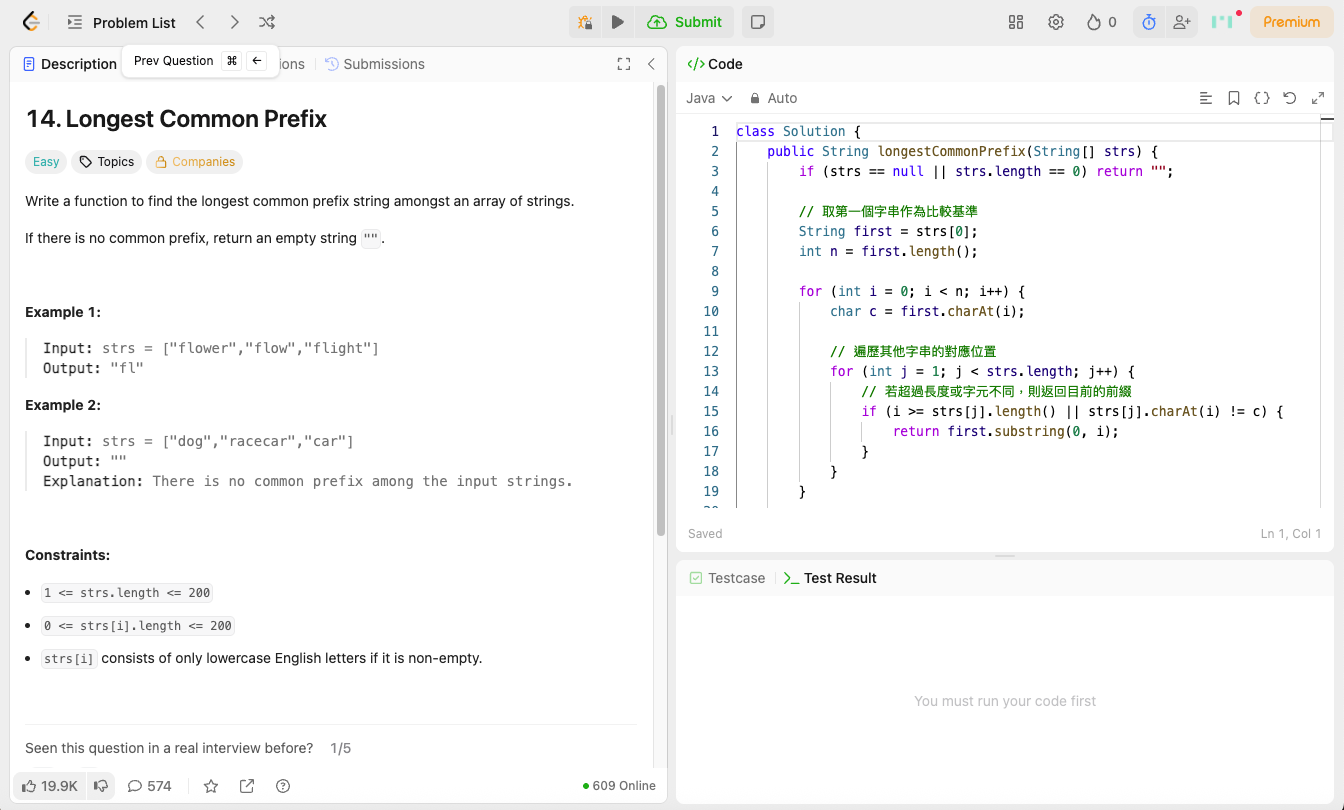 Problem List
Submit
0
Premium
Description
Prev Question ⌘ ←
ions
Submissions
14. Longest Common Prefix
Easy
Topics
Companies
Write a function to find the longest common prefix string amongst an array of strings.
If there is no common prefix, return an empty string "".
Example 1:
Input: strs = ["flower","flow","flight"]
Output: "fl"
Example 2:
Input: strs = ["dog","racecar","car"]
Output: ""
Explanation: There is no common prefix among the input strings.
Constraints:
• 1 <= strs.length <= 200
• 0 <= strs[i].length <= 200
• strs[i] consists of only lowercase English letters if it is non-empty.
Seen this question in a real interview before? 1/5
19.9K
574
609 Online
</> Code
Java
Auto
1 class Solution {
2 public String longestCommonPrefix(String[] strs) {
3 if (strs == null || strs.length == 0) return "";
4
5 // 取第一個字串作為比較基準
6 String first = strs[0];
7 int n = first.length();
8
9 for (int i = 0; i < n; i++) {
10 char c = first.charAt(i);
11
12 // 遍歷其他字串的對應位置
13 for (int j = 1; j < strs.length; j++) {
14 // 若超過長度或字元不同，則返回目前的前綴
15 if (i >= strs[j].length() || strs[j].charAt(i) != c) {
16 return first.substring(0, i);
17 }
18 }
19 }
Saved
Ln 1, Col 1
Testcase
Test Result
You must run your code first